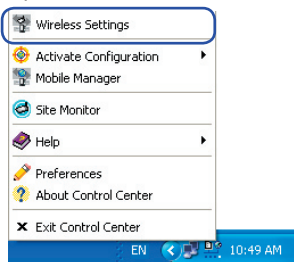 Wireless Settings
Activate Configuration
Mobile Manager
Site Monitor
Help
Preferences
About Control Center
Exit Control Center
EN 10:49 AM